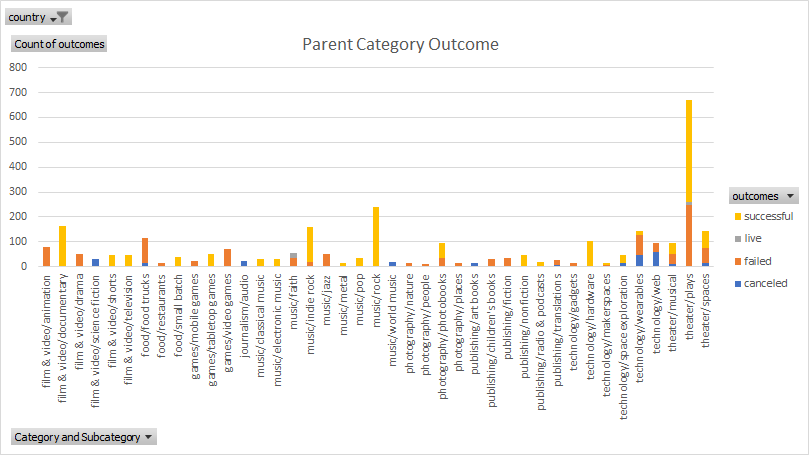 country
Count of outcomes
Parent Category Outcome
800
700
600
500
400
300
200
100
0
film & video/animation
film & video/documentary
film & video/drama
film & video/science fiction
film & video/shorts
film & video/television
food/food trucks
food/restaurants
food/small batch
games/mobile games
games/tabletop games
games/video games
journalism/audio
music/classical music
music/electronic music
music/faith
music/indie rock
music/jazz
music/metal
music/pop
music/rock
music/world music
photography/nature
photography/people
photography/photobooks
photography/places
publishing/art books
publishing/children's books
publishing/fiction
publishing/nonfiction
publishing/radio & podcasts
publishing/translations
technology/gadgets
technology/hardware
technology/makerspaces
technology/space exploration
technology/wearables
technology/web
theater/musical
theater/plays
theater/spaces
outcomes
successful
live
failed
canceled
Category and Subcategory